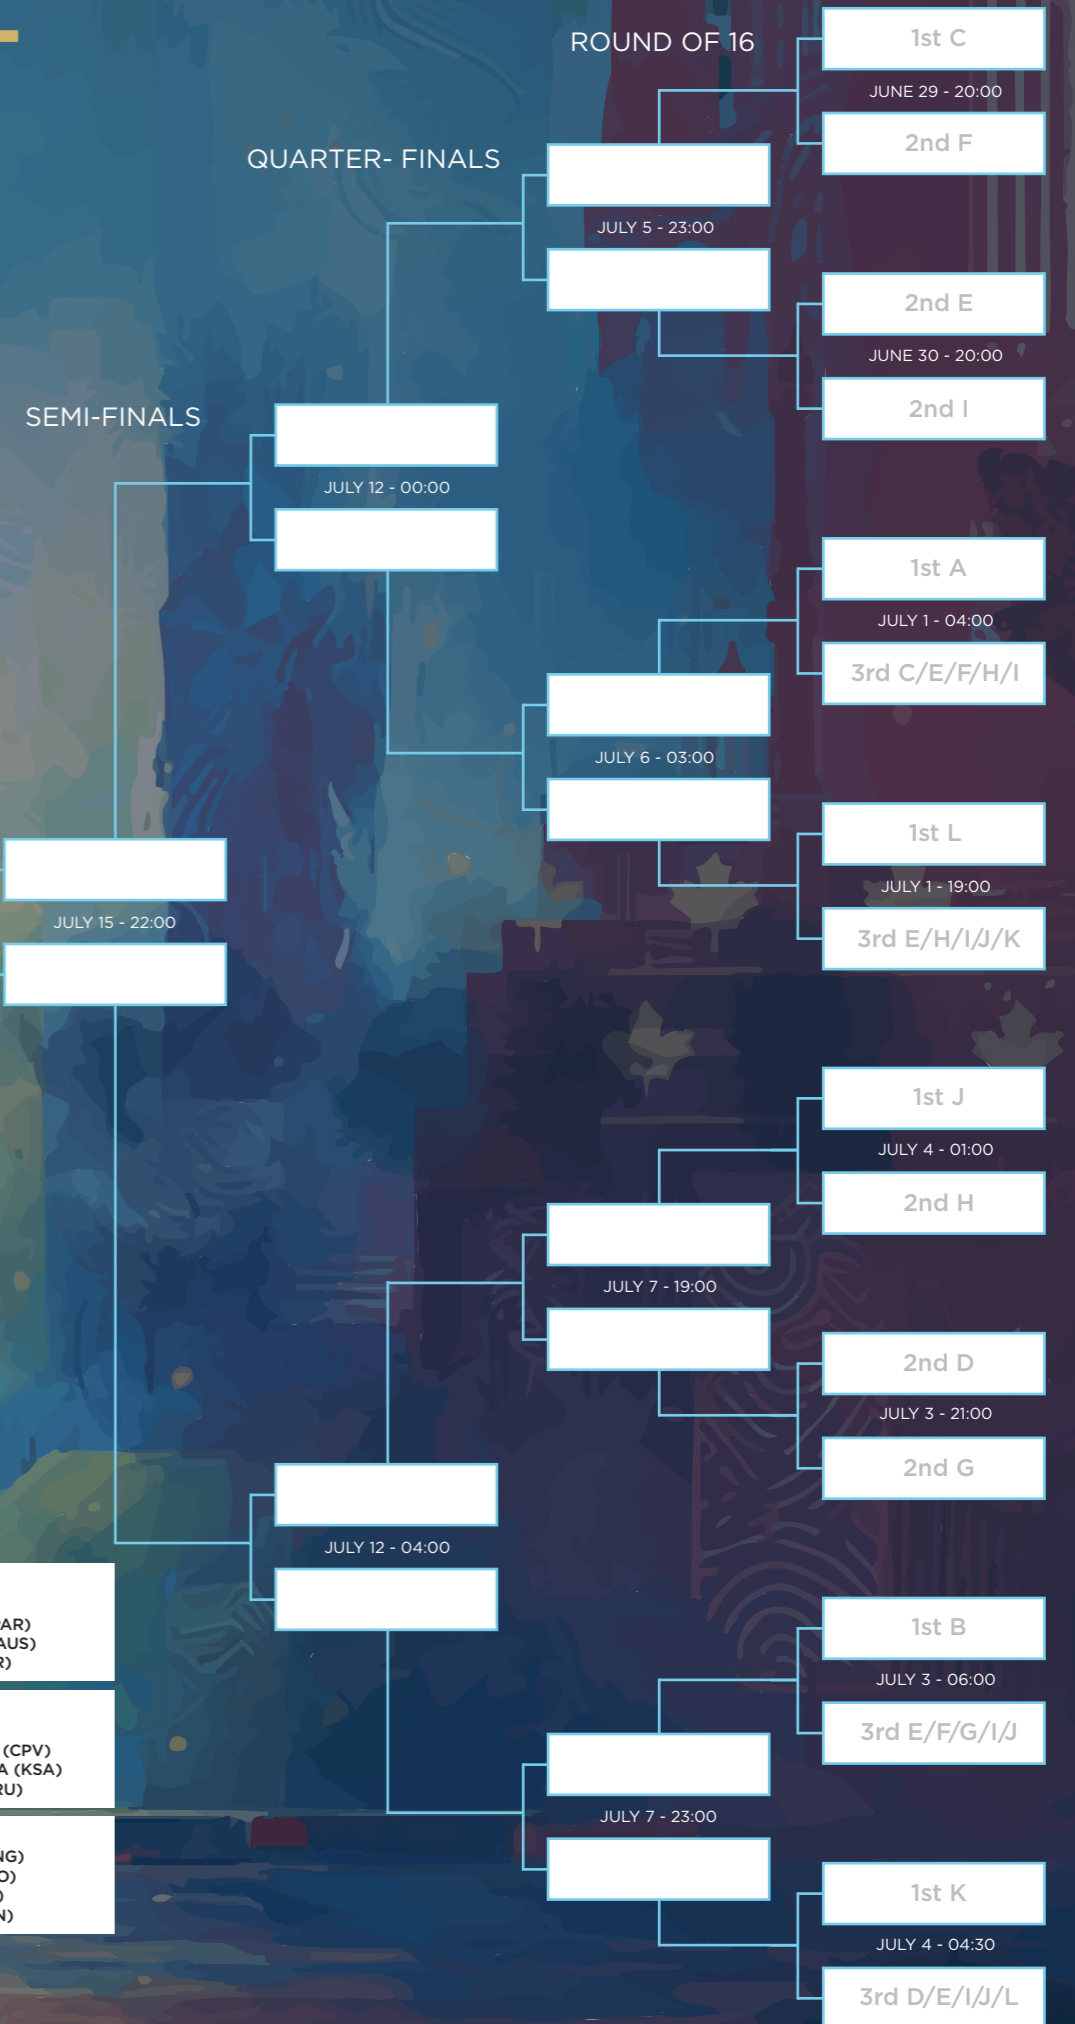 ROUND OF 16
1st C
JUNE 29 - 20:00
2nd F
QUARTER- FINALS
JULY 5 - 23:00
2nd E
JUNE 30 - 20:00
2nd I
SEMI-FINALS
JULY 12 - 00:00
1st A
JULY 1 - 04:00
3rd C/E/F/H/I
JULY 6 - 03:00
1st L
JULY 1 - 19:00
3rd E/H/I/J/K
JULY 15 - 22:00
1st J
JULY 4 - 01:00
2nd H
JULY 7 - 19:00
2nd D
JULY 3 - 21:00
2nd G
JULY 12 - 04:00
1st B
JULY 3 - 06:00
3rd E/F/G/I/J
JULY 7 - 23:00
1st K
JULY 4 - 04:30
3rd D/E/I/J/L
AUS)
(CPV)
(KSA)